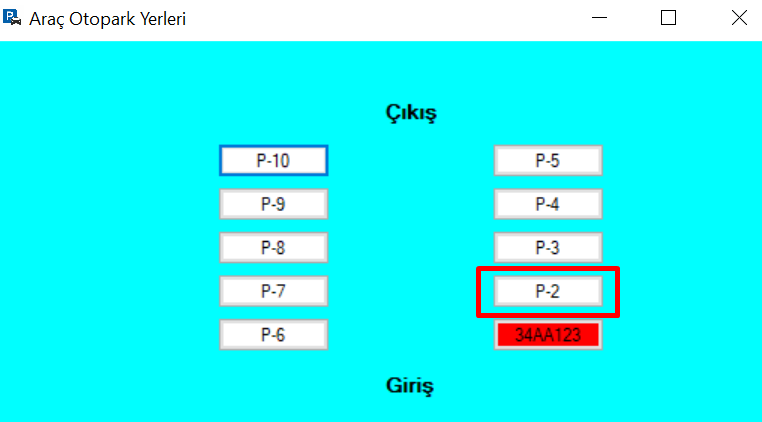 Araç Otopark Yerleri
Çıkış
P-10 P-5
P-9 P-4
P-8 P-3
P-7 P-2
P-6 34AA123
Giriş